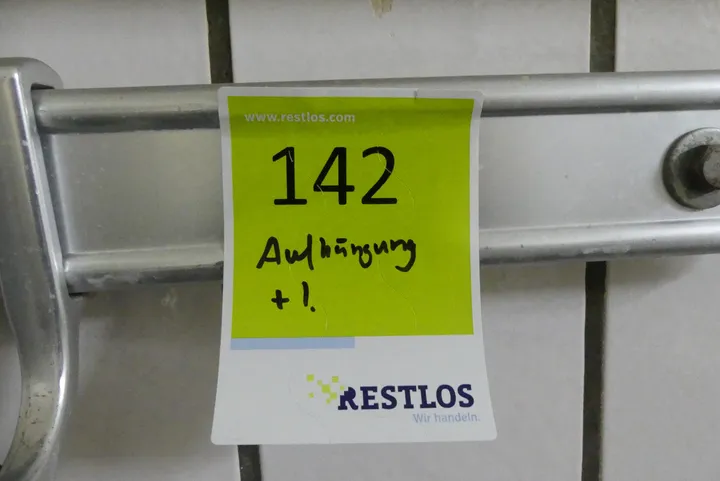 www.restlos.com
142
Aufhängung
+ 1.
RESTLOS
Wir handeln.